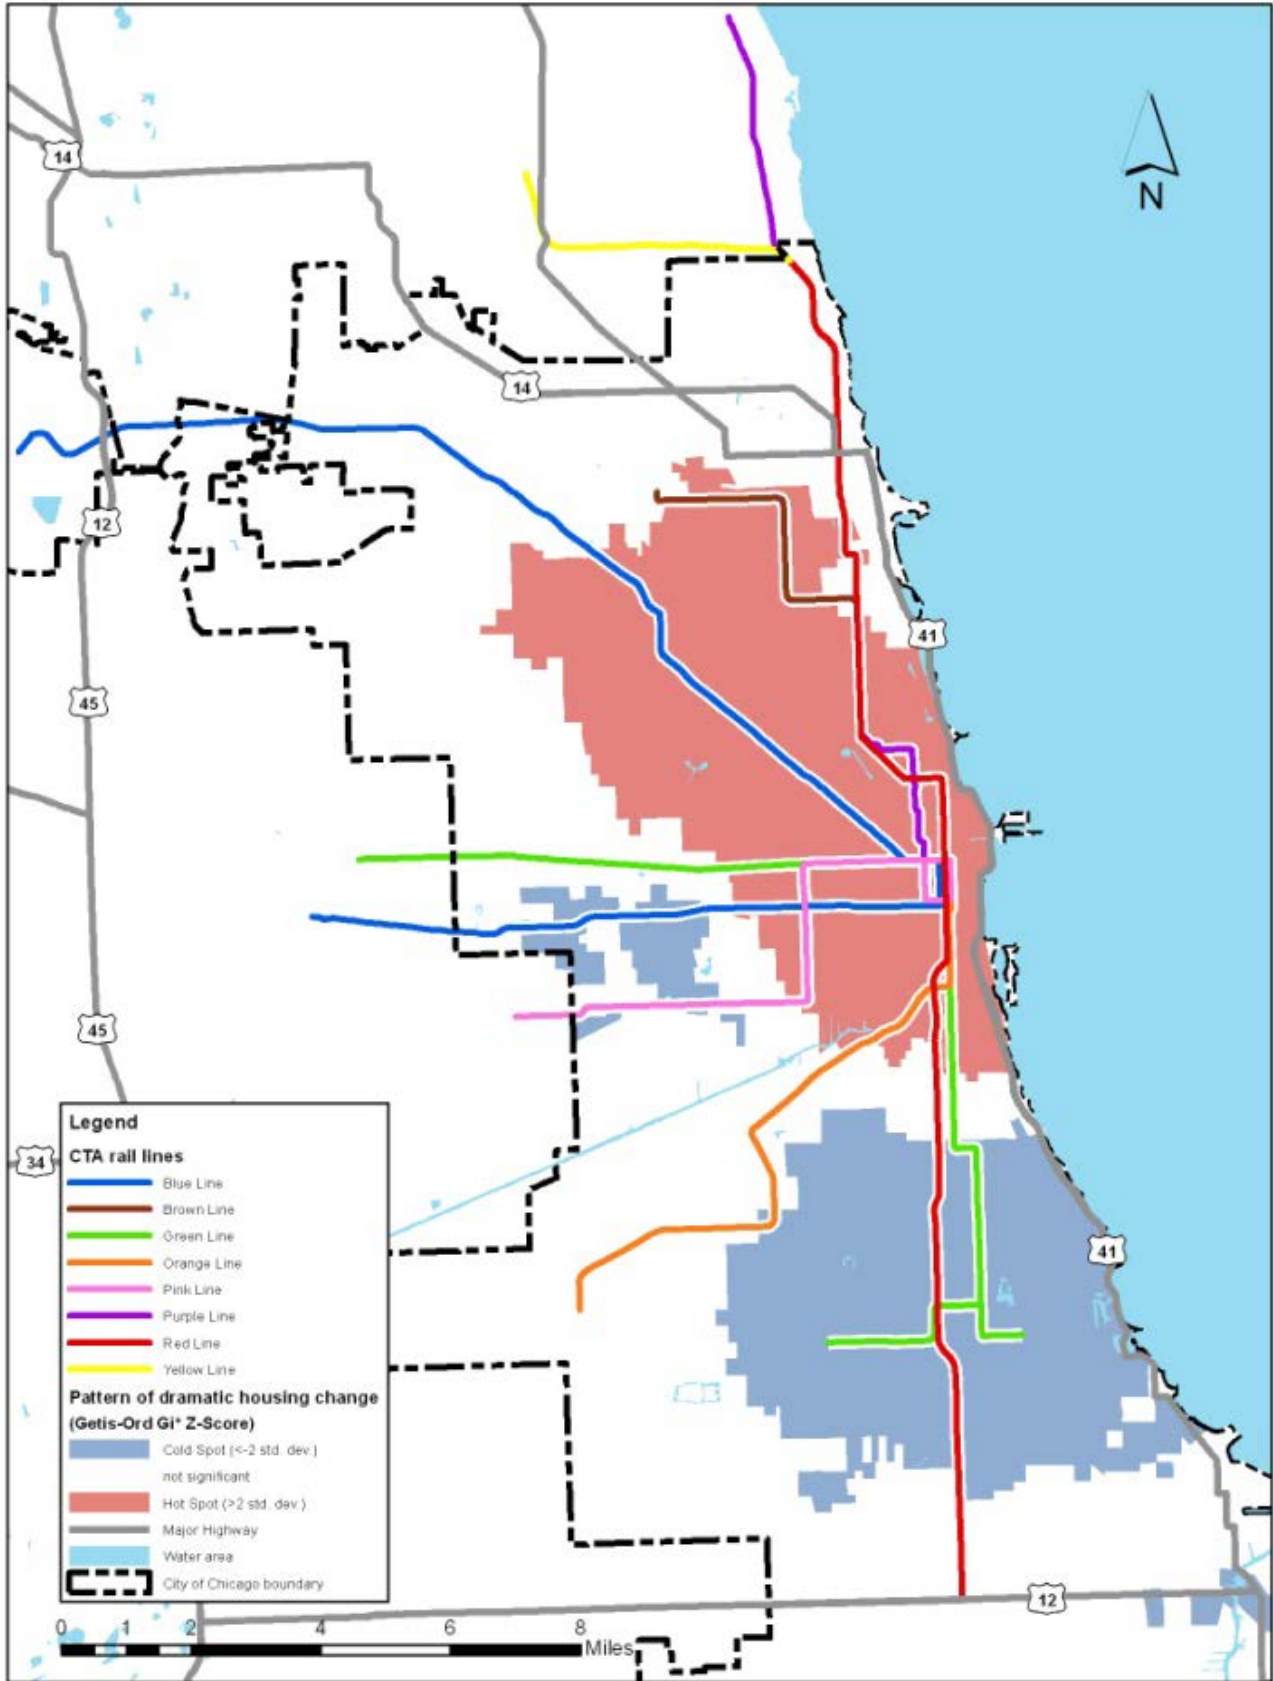 N
14
14
12
41
45
45
34
41
12
Legend
CTA rail lines
Blue Line
Brown Line
Green Line
Orange Line
Pink Line
Purple Line
Red Line
Yellow Line
Pattern of dramatic housing change
(Getis-Ord Gi* Z-Score)
Cold Spot (<-2 std. dev.)
not significant
Hot Spot (>2 std. dev.)
Major Highway
Water area
City of Chicago boundary
0 1 2 4 6 8
Miles